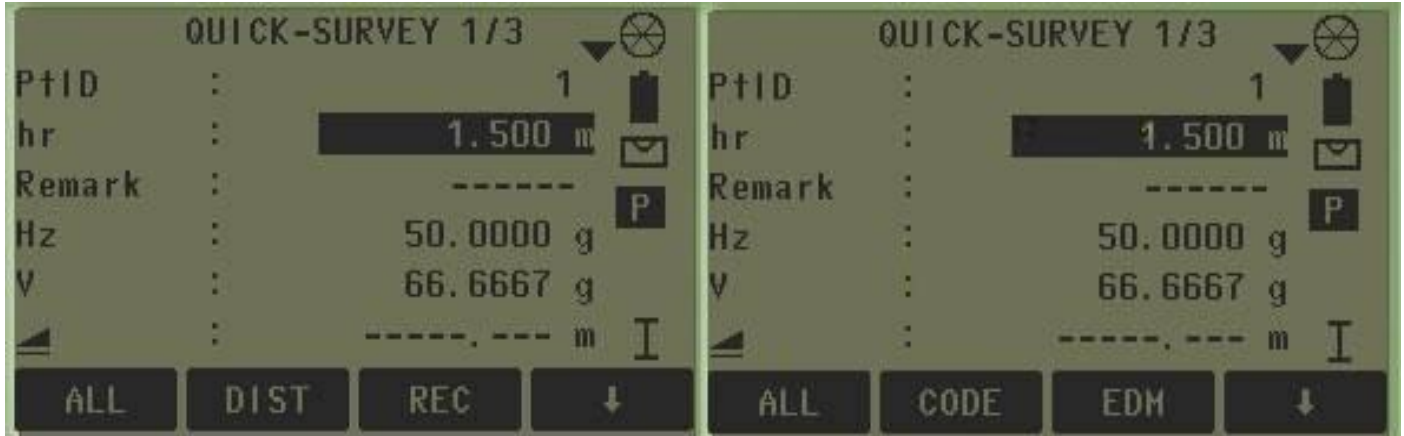 QUICK-SURVEY 1/3
PtID : 1
hr : 1.500 m
Remark : ------
P
Hz : 50.0000 g
V : 66.6667 g
: -----.--- m
ALL DIST REC ↓
QUICK-SURVEY 1/3
PtID : 1
hr : 1.500 m
Remark : ------
P
Hz : 50.0000 g
V : 66.6667 g
: -----.--- m
ALL CODE EDM ↓